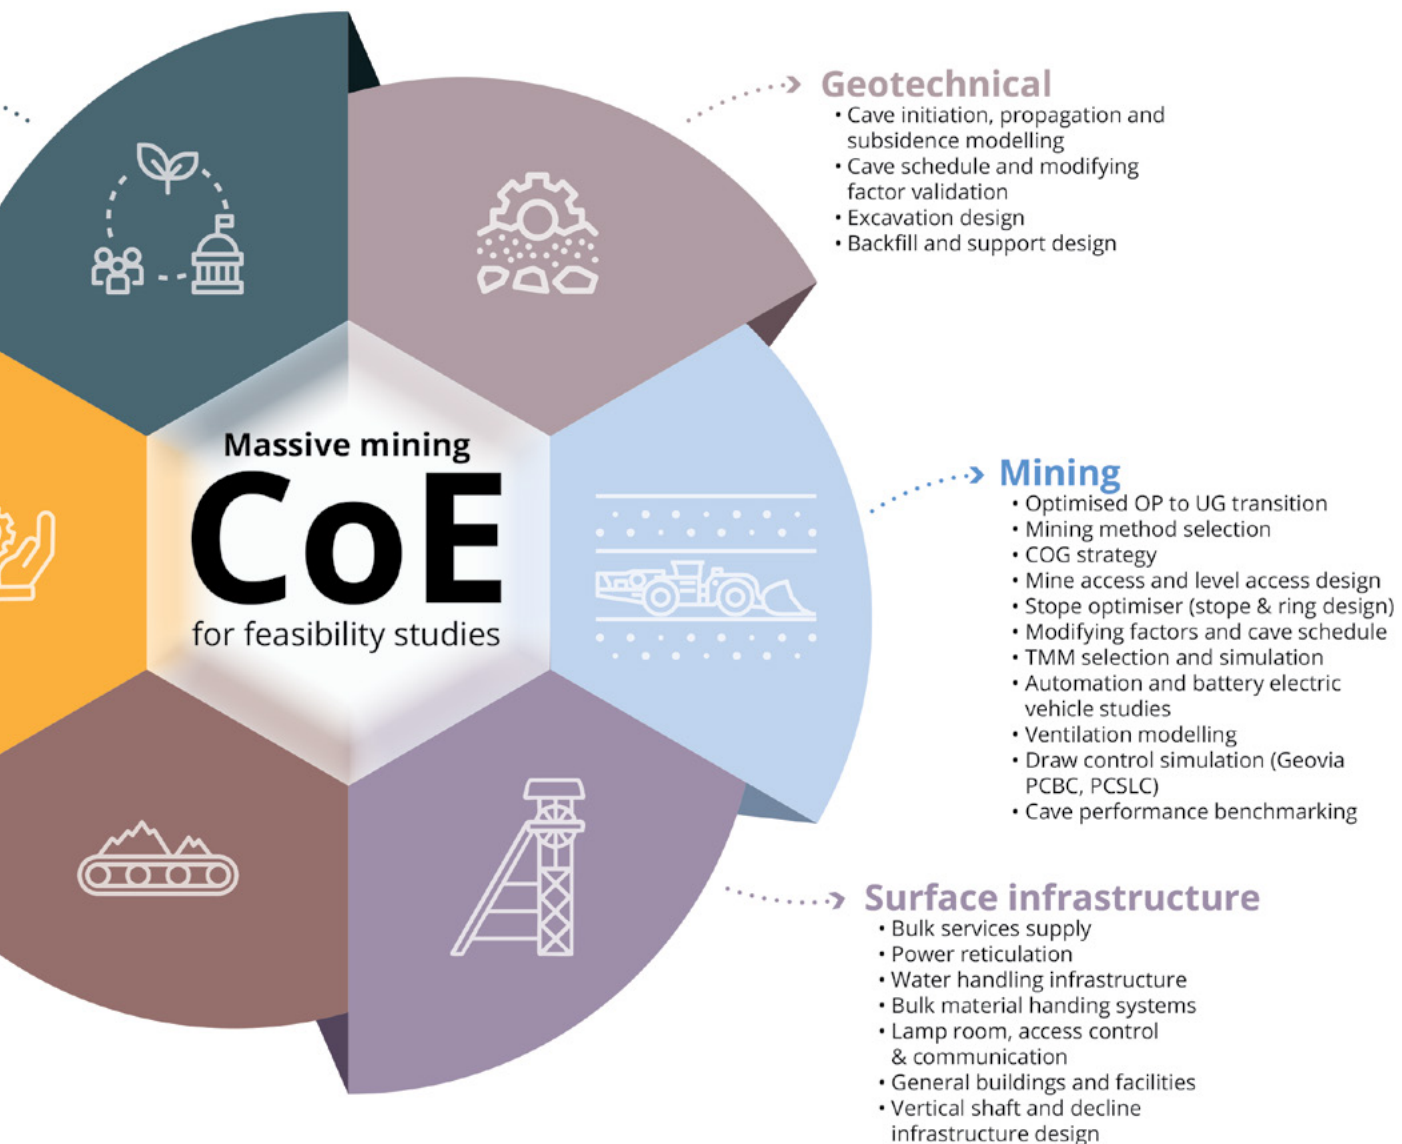 Massive mining
CoE
for feasibility studies
Geotechnical
• Cave initiation, propagation and
subsidence modelling
• Cave schedule and modifying
factor validation
• Excavation design
• Backfill and support design
Mining
• Optimised OP to UG transition
• Mining method selection
• COG strategy
• Mine access and level access design
• Stope optimiser (stope & ring design)
• Modifying factors and cave schedule
• TMM selection and simulation
• Automation and battery electric
vehicle studies
• Ventilation modelling
• Draw control simulation (Geovia
PCBC, PCSLC)
• Cave performance benchmarking
Surface infrastructure
• Bulk services supply
• Power reticulation
• Water handling infrastructure
• Bulk material handing systems
• Lamp room, access control
& communication
• General buildings and facilities
• Vertical shaft and decline
infrastructure design